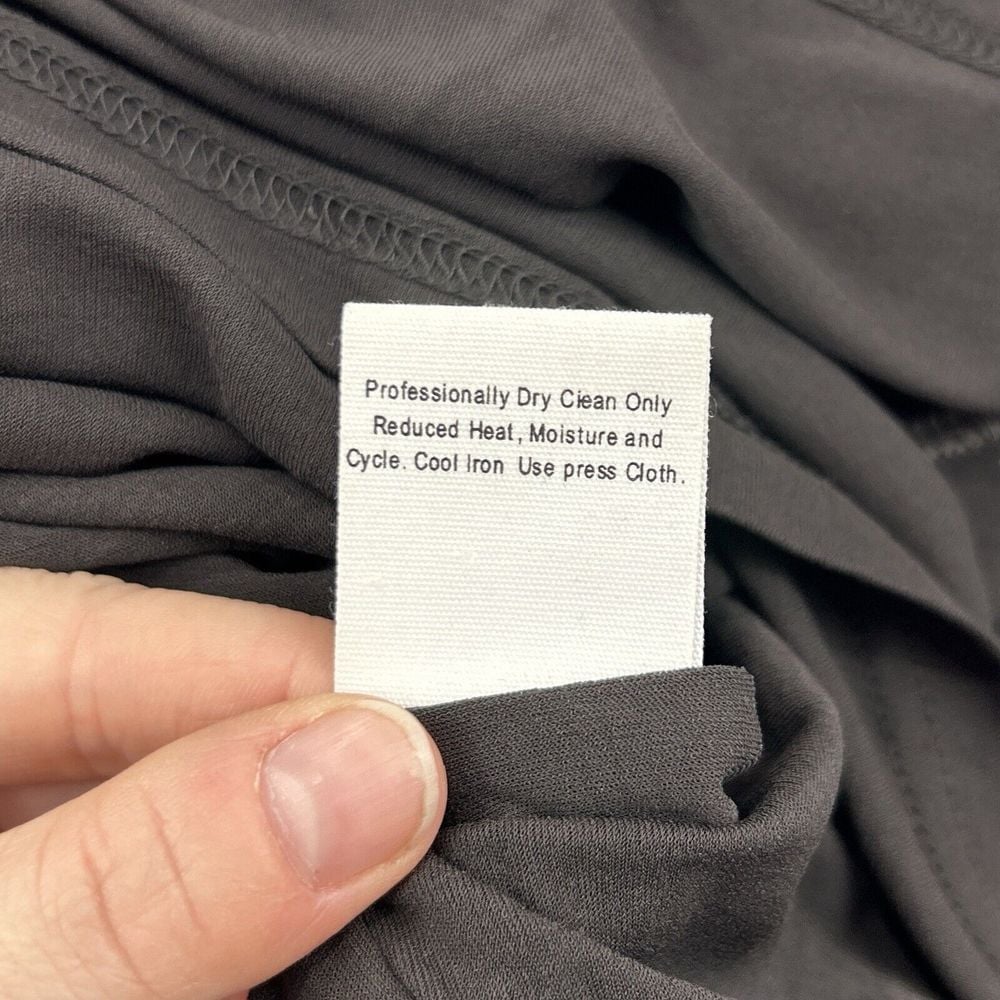 Professionally Dry Clean Only
Reduced Heat, Moisture and
Cycle. Cool Iron Use press Cloth.